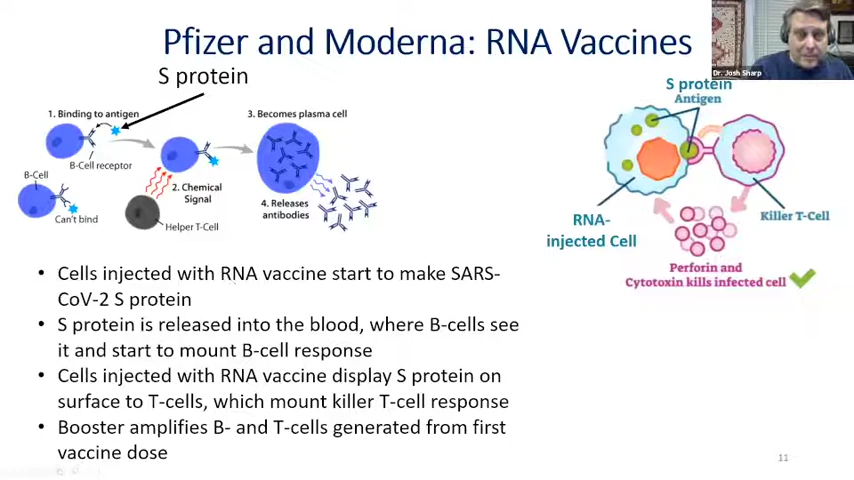 Pfizer and Moderna: RNA Vaccines
Dr. Josh Sharp
S protein
1. Binding to antigen
B-Cell receptor
B-Cell
Can't bind
2. Chemical
Signal
Helper T-Cell
3. Becomes plasma cell
4. Releases
antibodies
S protein
Antigen
RNA-
injected Cell
Killer T-Cell
Perforin and
Cytotoxin kills infected cell
• Cells injected with RNA vaccine start to make SARS-
CoV-2 S protein
• S protein is released into the blood, where B-cells see
it and start to mount B-cell response
• Cells injected with RNA vaccine display S protein on
surface to T-cells, which mount killer T-cell response
• Booster amplifies B- and T-cells generated from first
vaccine dose
11